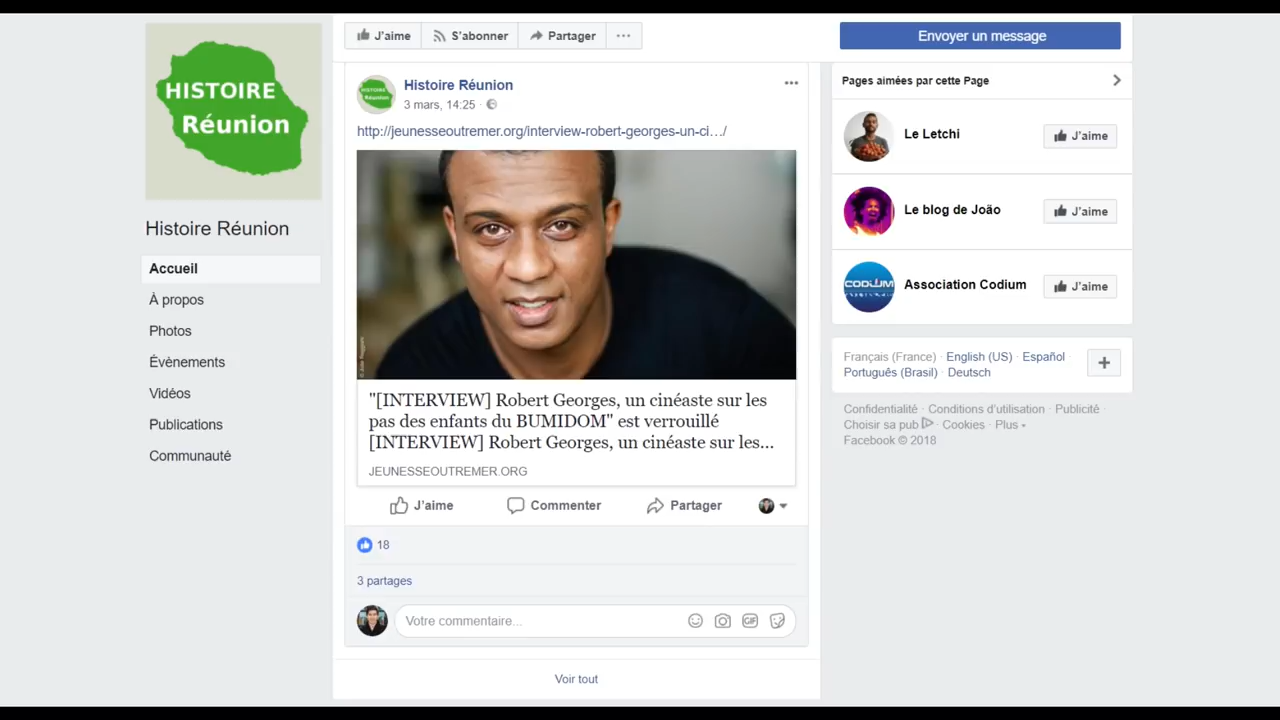 HISTOIRE
Réunion
Histoire Réunion
Accueil
À propos
Photos
Évènements
Vidéos
Publications
Communauté
J'aime
S'abonner
Partager
Histoire Réunion
3 mars, 14:25 ·
http://jeunesseoutremer.org/interview-robert-georges-un-ci…/
"[INTERVIEW] Robert Georges, un cinéaste sur les
pas des enfants du BUMIDOM" est verrouillé
[INTERVIEW] Robert Georges, un cinéaste sur les...
JEUNESSEOUTREMER.ORG
J'aime
Commenter
Partager
18
3 partages
Votre commentaire...
GIF
Voir tout
Envoyer un message
Pages aimées par cette Page
Le Letchi
J'aime
Le blog de Joäo
J'aime
CODIUM
Association Codium
J'aime
Français (France) · English (US) · Español ·
Português (Brasil) · Deutsch
Confidentialité · Conditions d'utilisation · Publicité ·
Choisir sa pub · Cookies · Plus
Facebook © 2018